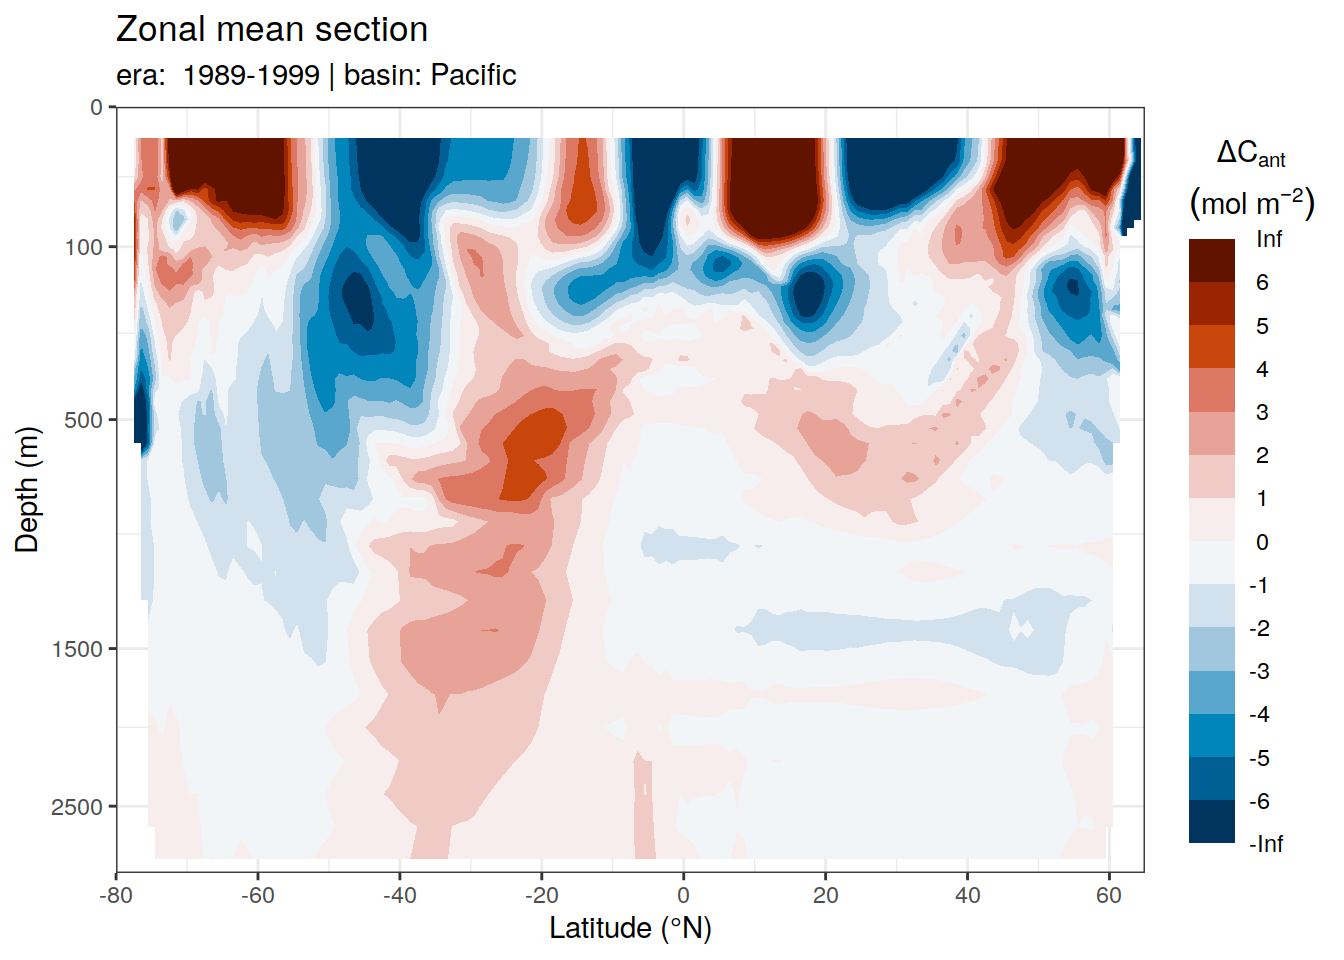 Zonal mean section
era:  1989-1999 | basin: Pacific
ΔCant
(mol m−2)
Inf
6
5
4
3
2
1
0
-1
-2
-3
-4
-5
-6
-Inf
Depth (m)
0
100
500
1500
2500
-80 -60 -40 -20 0 20 40 60
Latitude (°N)